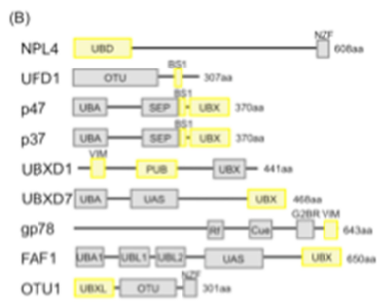 (B)
NPL4 UBD NZF 608aa
UFD1 OTU BS1 307aa
p47 UBA SEP BS1 UBX 370aa
p37 UBA SEP BS1 UBX 370aa
UBXD1 VIM PUB UBX 441aa
UBXD7 UBA UAS UBX 468aa
gp78 Rf Cue G2BR VIM 643aa
FAF1 UBA1 UBL1 UBL2 UAS UBX 650aa
OTU1 UBXL OTU NZF 301aa